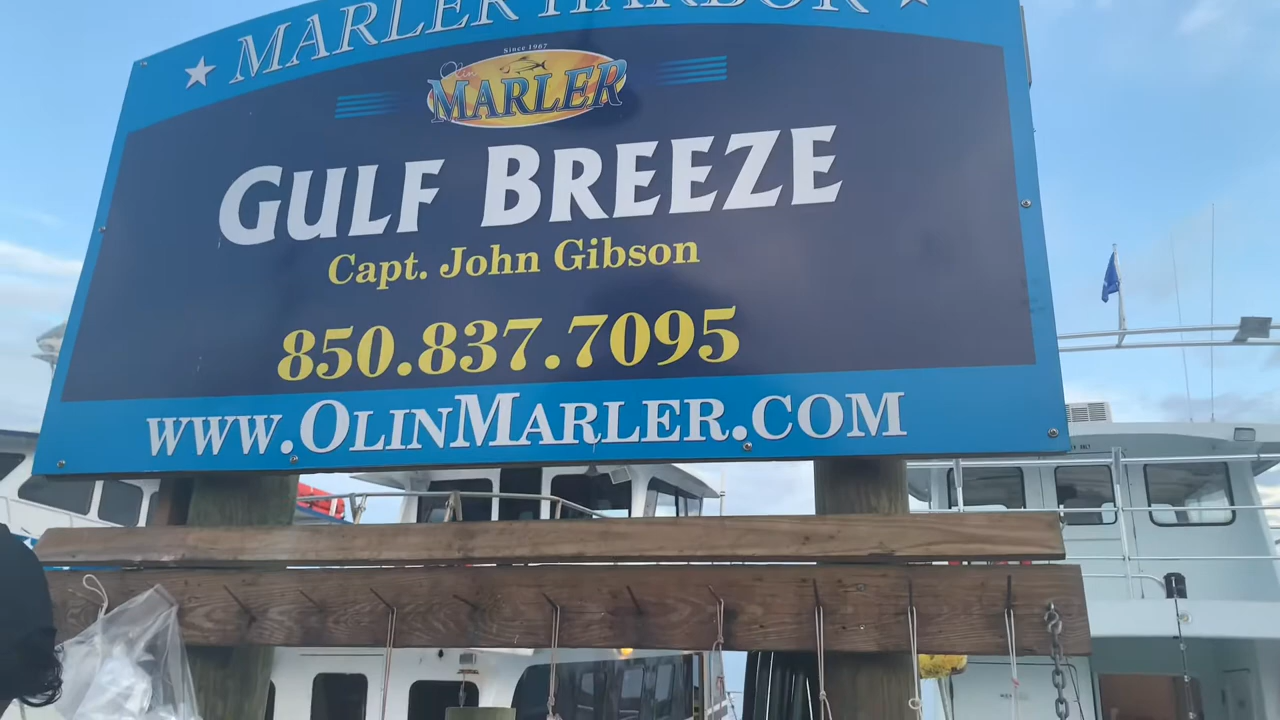 MARLER HARBOR
Since 1967
Olin
MARLER
GULF BREEZE
Capt. John Gibson
850.837.7095
WWW.OLINMARLER.COM